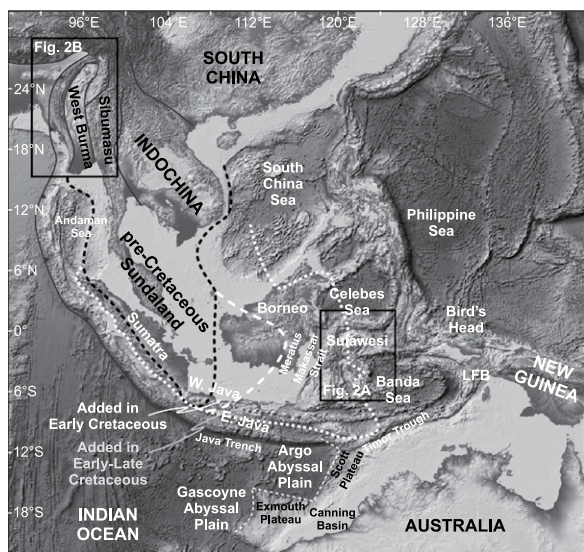 96°E
104°E
112°E
120°E
128°E
136°E
Fig. 2B
SOUTH
CHINA
24°N
West Burma
Sibumasu
18°N
INDOCHINA
South
China
Sea
12°N
Andaman
Sea
Philippine
Sea
pre-Cretaceous
Sundaland
6°N
Borneo
Celebes
Sea
Bird's
Head
0°
Sumatra
Meratus
Makassar
Strait
Sulawesi
NEW
GUINEA
Fig. 2A
Banda
Sea
LFB
6°S
W. Java
E. Java
Added in
Early Cretaceous
Java Trench
Timor Trough
Added in
Early-Late
Cretaceous
12°S
Argo
Abyssal
Plain
Scott
Plateau
Gascoyne
Abyssal
Plain
Exmouth
Plateau
Canning
Basin
18°S
INDIAN
OCEAN
AUSTRALIA